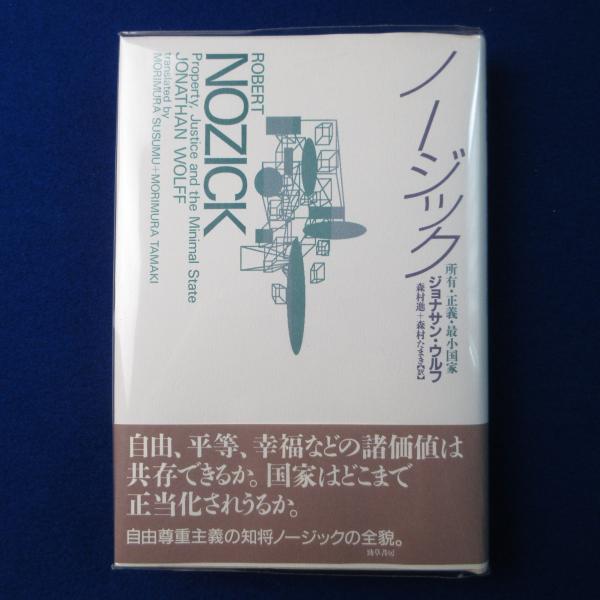 ノージック
所有・正義・最小国家
ジョナサン・ウルフ
森村進+森村たまき【訳】
ROBERT
NOZICK
Property, Justice and the Minimal State
JONATHAN WOLFF
translated by
MORIMURA SUSUMU+MORIMURA TAMAKI
自由、平等、幸福などの諸価値は
共存できるか。国家はどこまで
正当化されうるか。
自由尊重主義の知将ノージックの全貌。
勁草書房